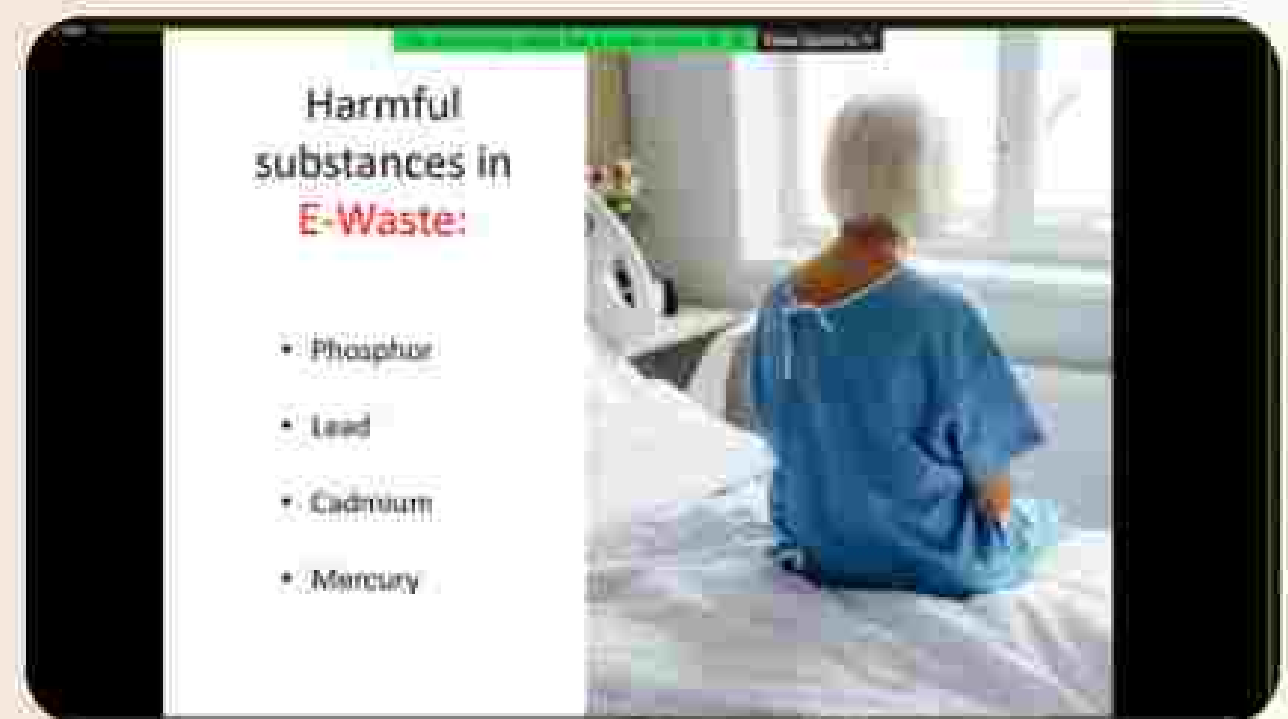 Harmful
substances in
E-Waste:
• Phosphor
• Lead
• Cadmium
• Mercury